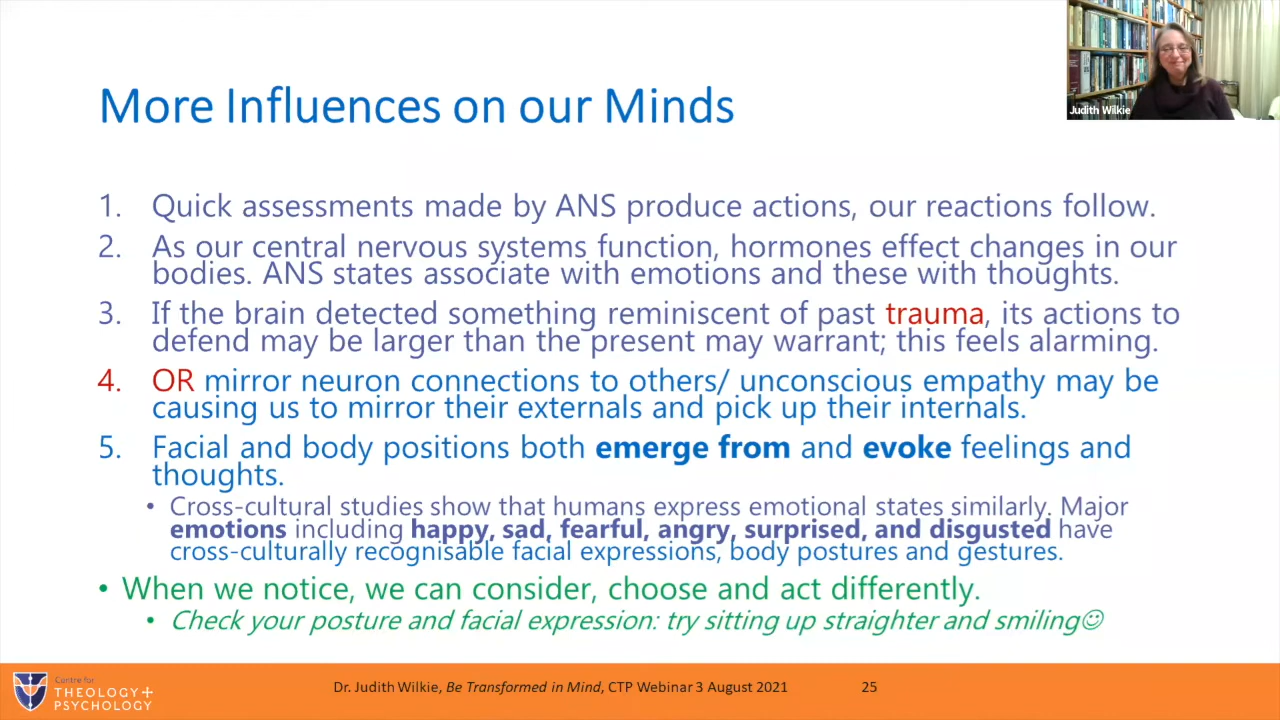 Judith Wilkie
More Influences on our Minds
1. Quick assessments made by ANS produce actions, our reactions follow.
2. As our central nervous systems function, hormones effect changes in our
bodies. ANS states associate with emotions and these with thoughts.
3. If the brain detected something reminiscent of past trauma, its actions to
defend may be larger than the present may warrant; this feels alarming.
4. OR mirror neuron connections to others/ unconscious empathy may be
causing us to mirror their externals and pick up their internals.
5. Facial and body positions both emerge from and evoke feelings and
thoughts.
• Cross-cultural studies show that humans express emotional states similarly. Major
emotions including happy, sad, fearful, angry, surprised, and disgusted have
cross-culturally recognisable facial expressions, body postures and gestures.
• When we notice, we can consider, choose and act differently.
• Check your posture and facial expression: try sitting up straighter and smiling☺
Centre for
THEOLOGY+
PSYCHOLOGY
Dr. Judith Wilkie, Be Transformed in Mind, CTP Webinar 3 August 2021
25